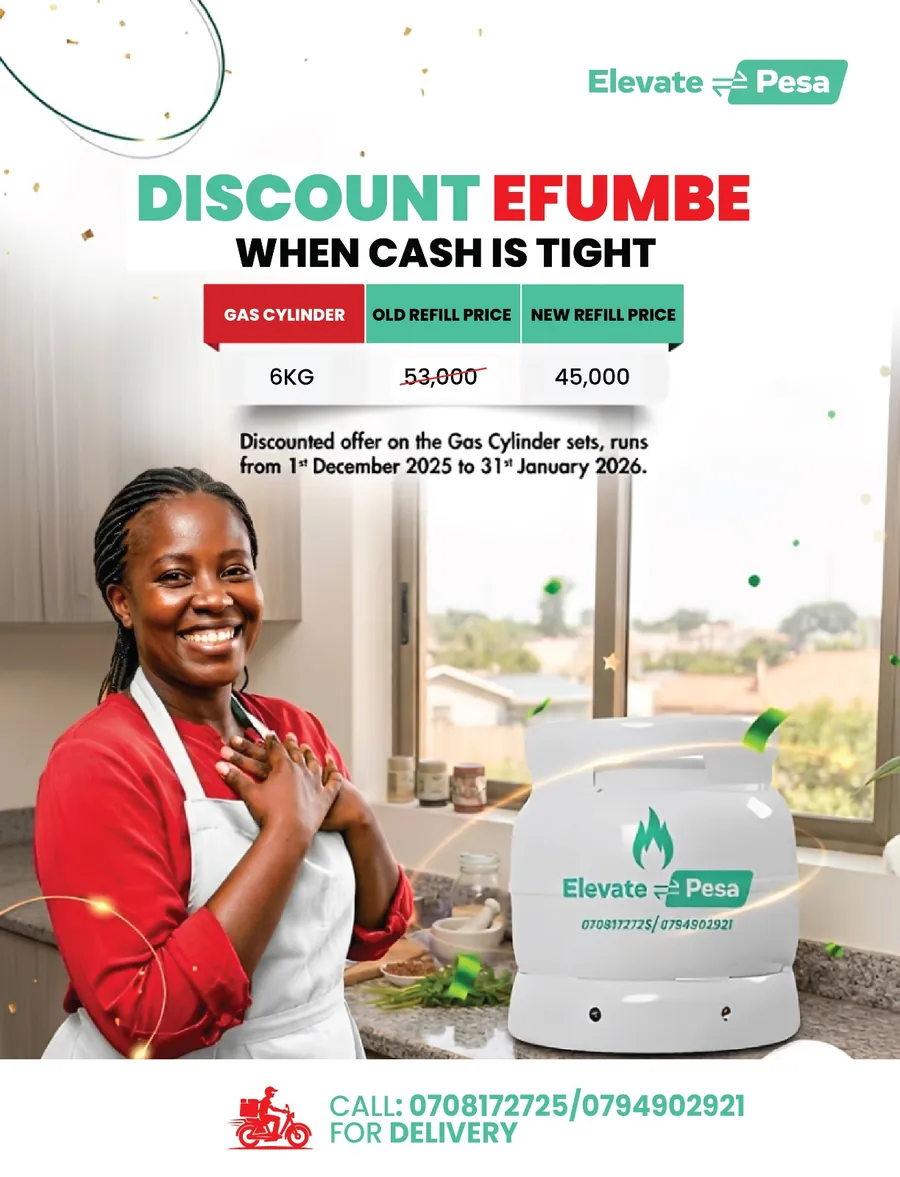 Elevate Pesa
DISCOUNT EFUMBE
WHEN CASH IS TIGHT
GAS CYLINDER OLD REFILL PRICE NEW REFILL PRICE
6KG 53,000 45,000
Discounted offer on the Gas Cylinder sets, runs
from 1st December 2025 to 31st January 2026.
Elevate Pesa
0708172725/0794902921
CALL: 0708172725/0794902921
FOR DELIVERY